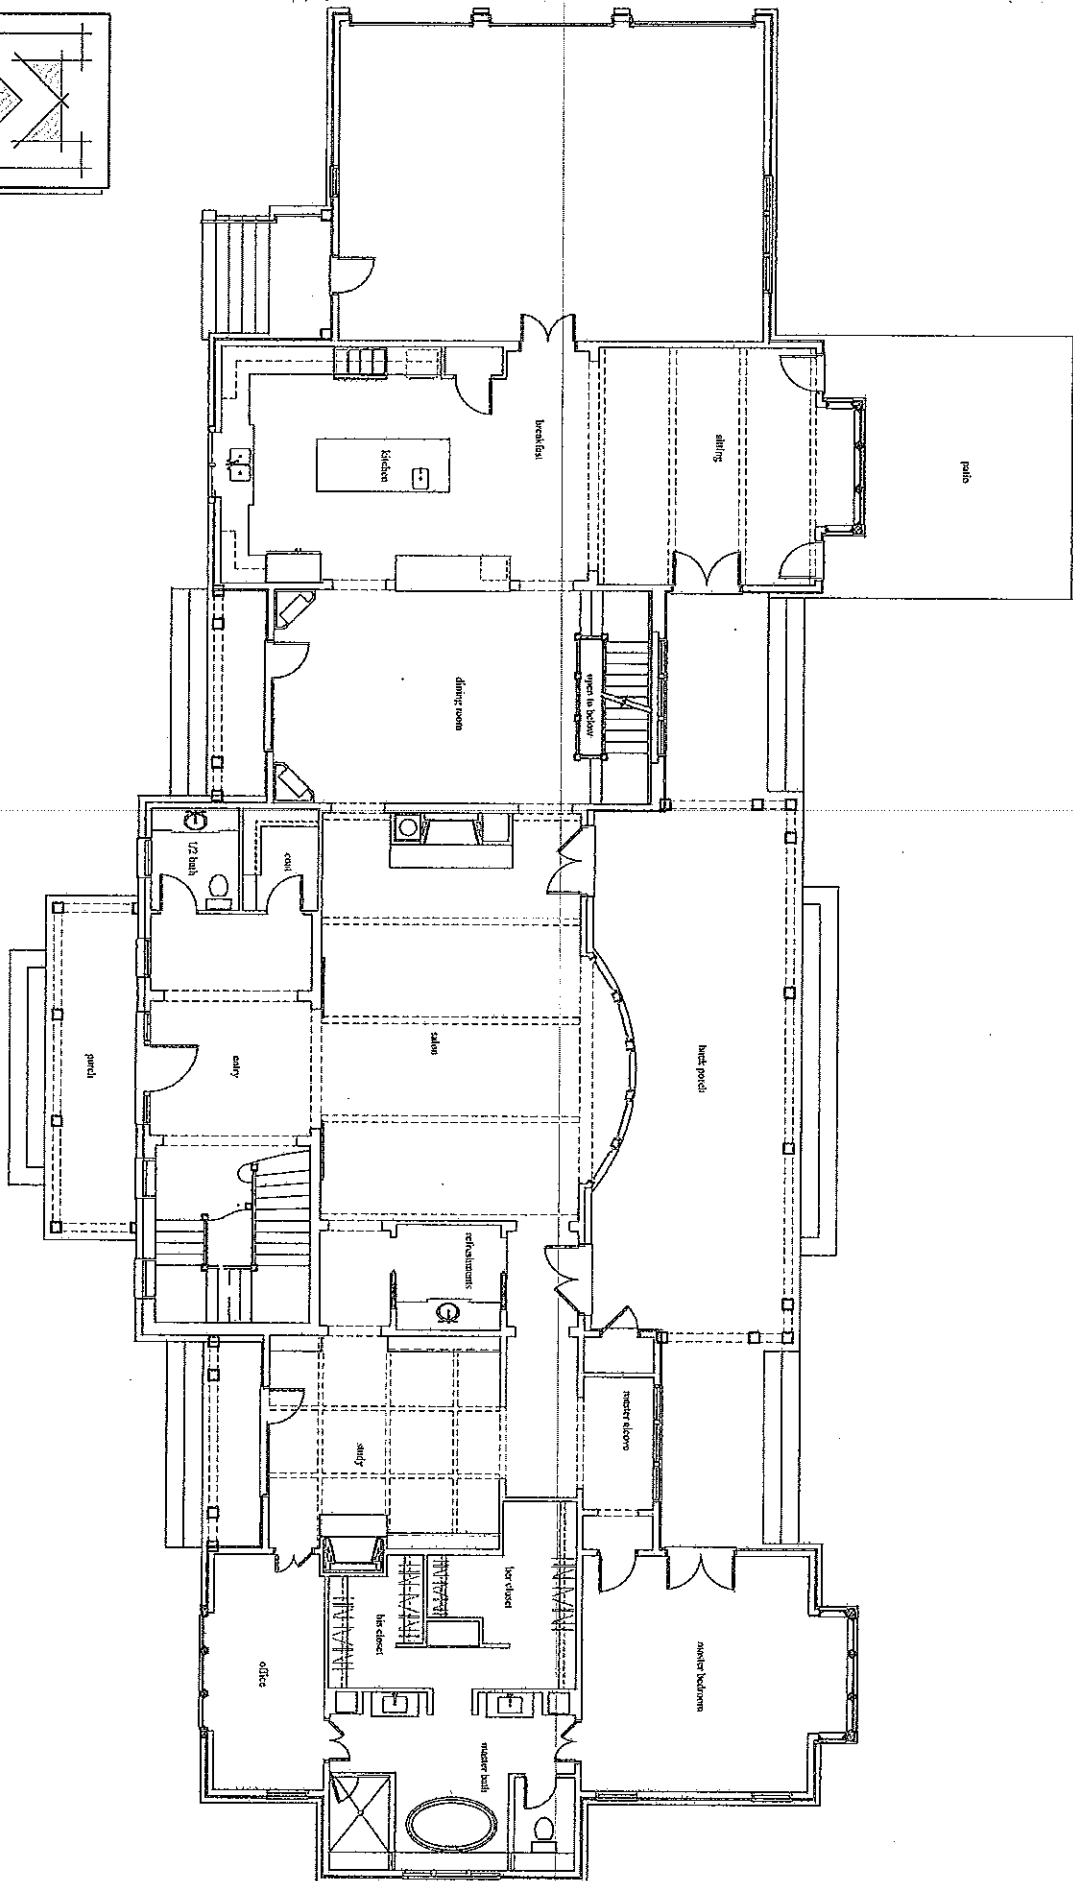 patio
sitting
breakfast
kitchen
open to below
dining room
1/2 bath
coat
back porch
salon
entry
porch
refreshments
master alcove
study
her closet
his closet
master bedroom
office
master bath